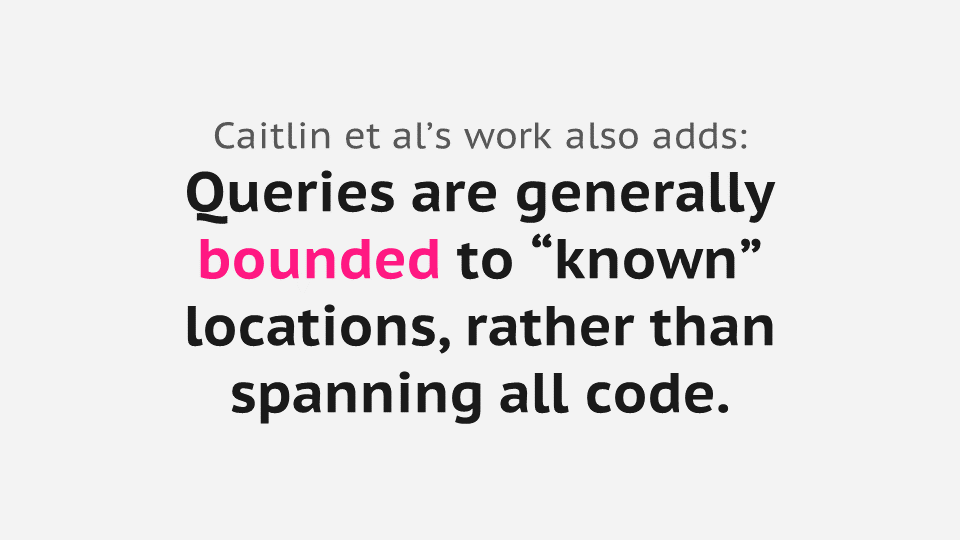 Caitlin et al’s work also adds:
Queries are generally
bounded to “known”
locations, rather than
spanning all code.